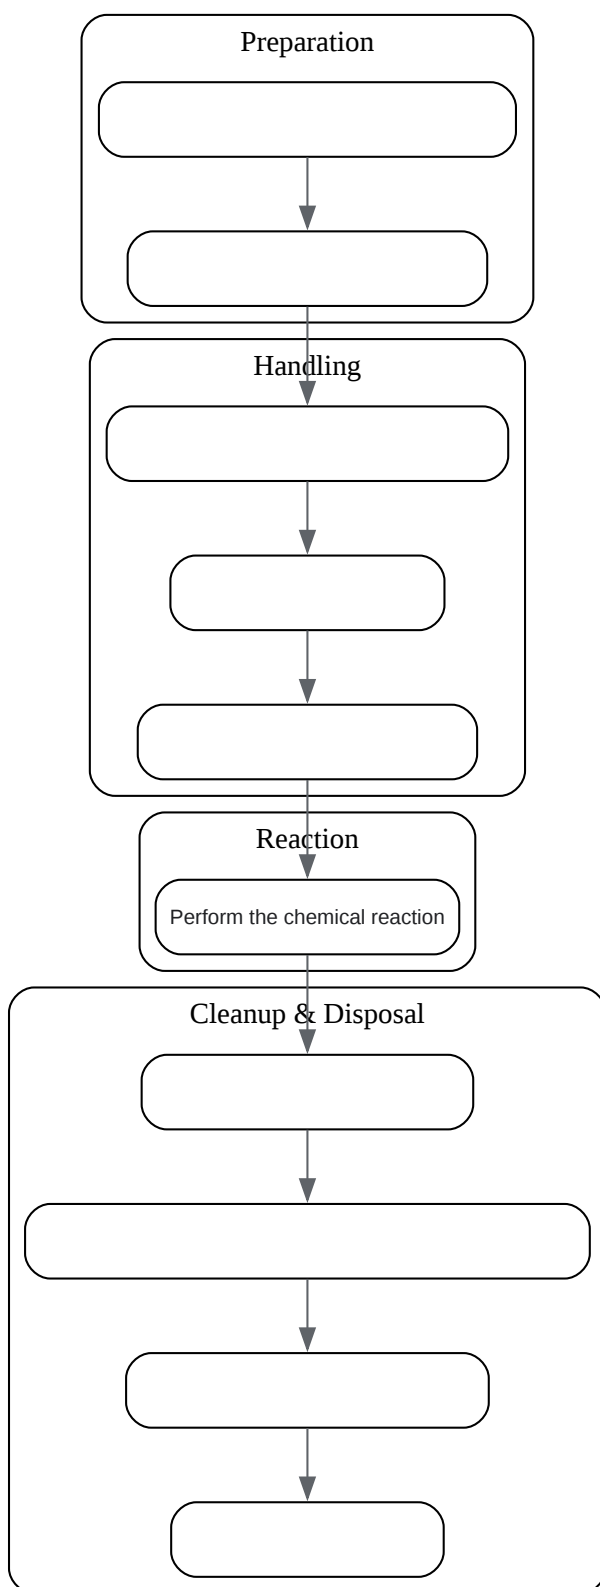 Preparation
Handling
Reaction
Perform the chemical reaction
Cleanup & Disposal